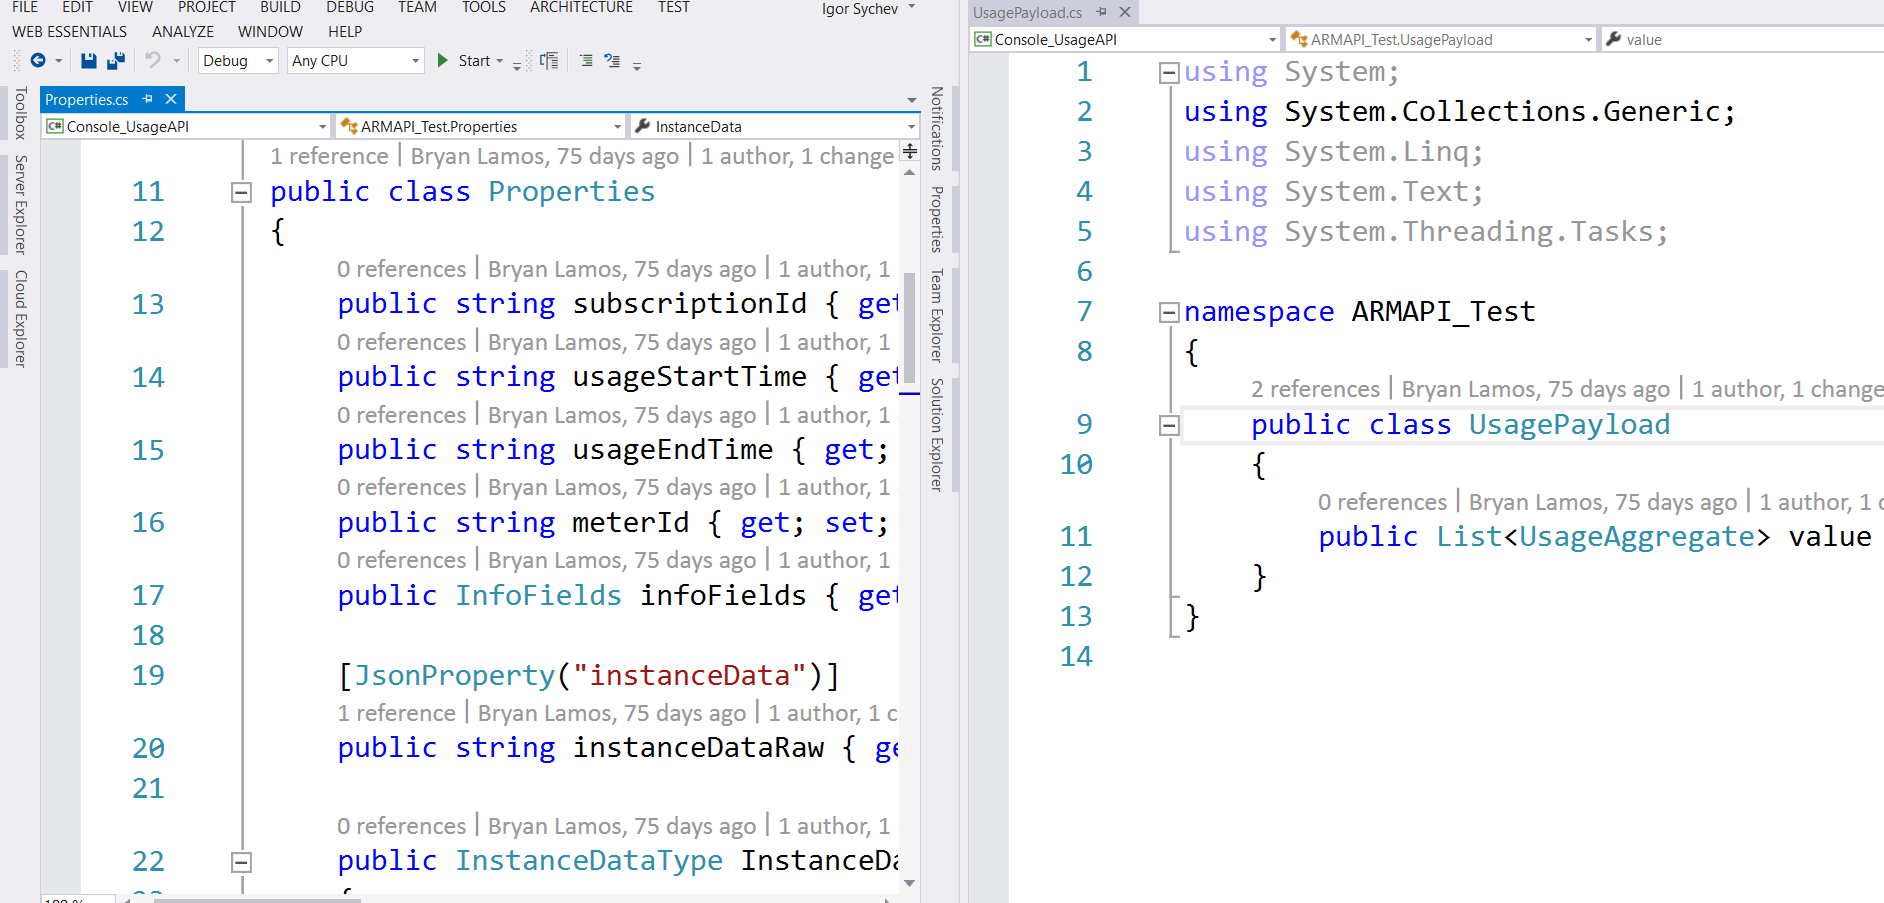 FILE EDIT VIEW PROJECT BUILD DEBUG TEAM TOOLS ARCHITECTURE TEST Igor Sychev
WEB ESSENTIALS ANALYZE WINDOW HELP
Debug Any CPU Start
Toolbox
Server Explorer
Cloud Explorer
Properties.cs
Console_UsageAPI ARMAPI_Test.Properties InstanceData
1 reference | Bryan Lamos, 75 days ago | 1 author, 1 change
11 public class Properties
12 {
0 references | Bryan Lamos, 75 days ago | 1 author, 1
13 public string subscriptionId { get
0 references | Bryan Lamos, 75 days ago | 1 author, 1
14 public string usageStartTime { get
0 references | Bryan Lamos, 75 days ago | 1 author, 1
15 public string usageEndTime { get;
0 references | Bryan Lamos, 75 days ago | 1 author, 1
16 public string meterId { get; set;
0 references | Bryan Lamos, 75 days ago | 1 author, 1
17 public InfoFields infoFields { get
18
19 [JsonProperty("instanceData")]
1 reference | Bryan Lamos, 75 days ago | 1 author, 1 c
20 public string instanceDataRaw { ge
21
0 references | Bryan Lamos, 75 days ago | 1 author, 1
22 public InstanceDataType InstanceDa
Notifications
Properties
Team Explorer
Solution Explorer
UsagePayload.cs
Console_UsageAPI ARMAPI_Test.UsagePayload value
1 using System;
2 using System.Collections.Generic;
3 using System.Linq;
4 using System.Text;
5 using System.Threading.Tasks;
6
7 namespace ARMAPI_Test
8 {
2 references | Bryan Lamos, 75 days ago | 1 author, 1 change
9 public class UsagePayload
10 {
0 references | Bryan Lamos, 75 days ago | 1 author, 1 c
11 public List<UsageAggregate> value
12 }
13 }
14